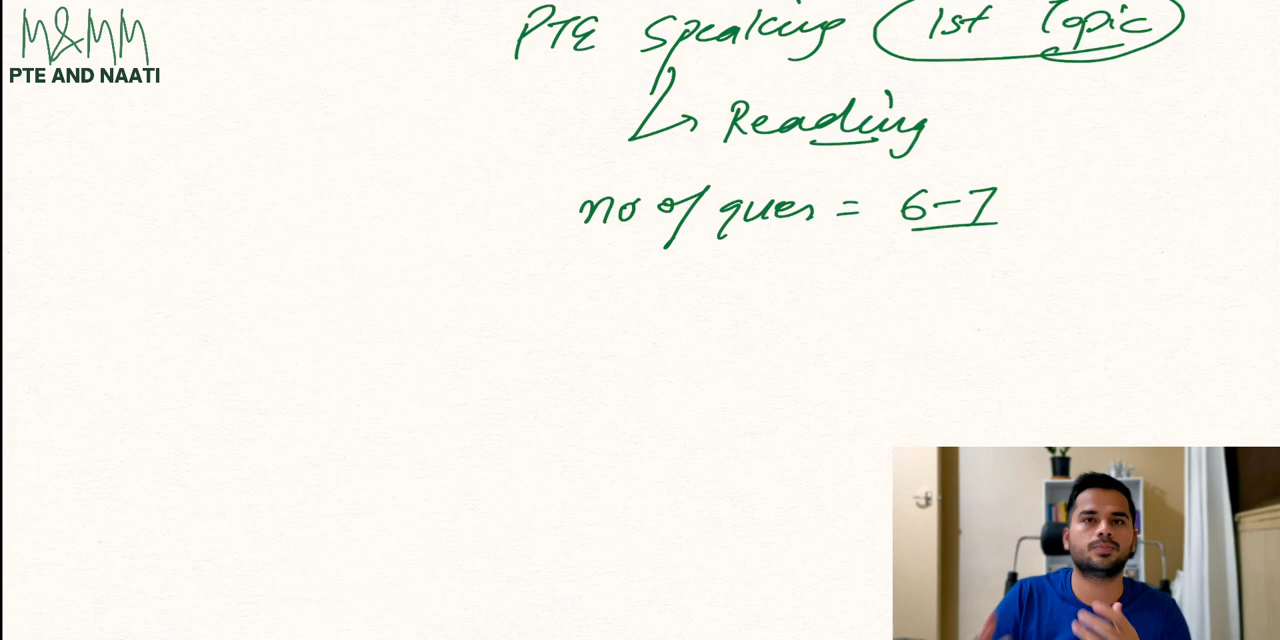 M&MM
PTE AND NAATI
PTE Speaking 1st Topic
Reading
no of ques = 6-7